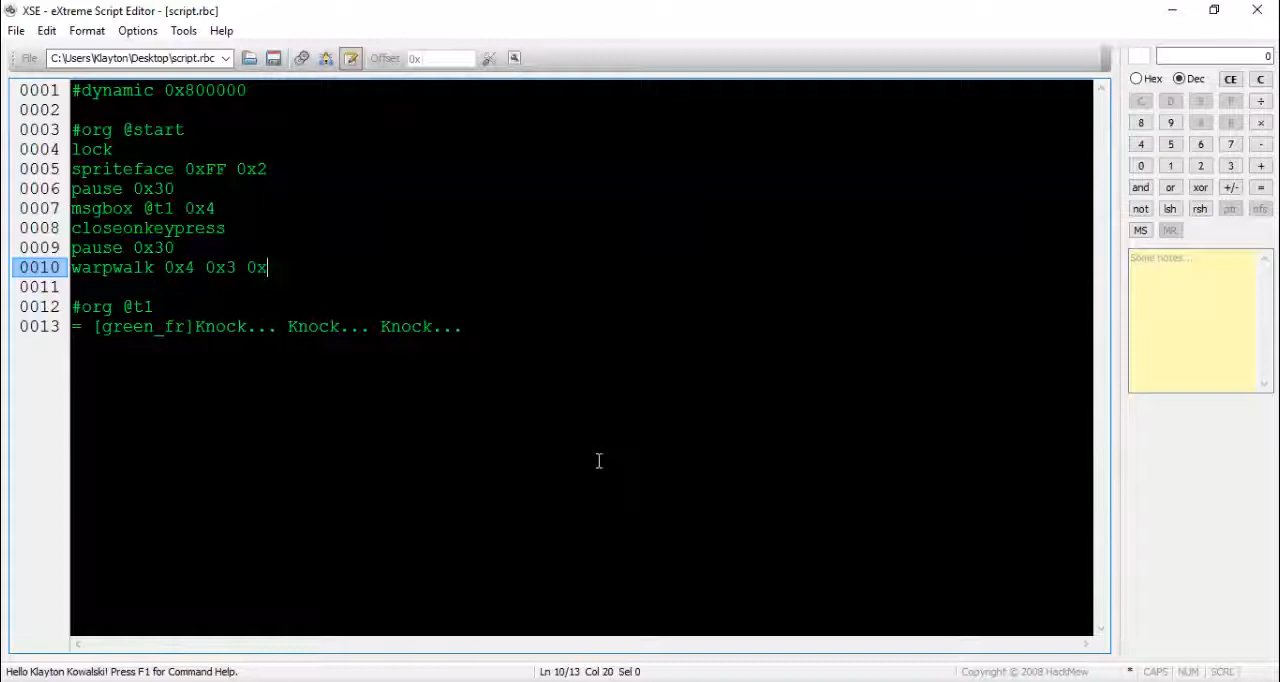 XSE - eXtreme Script Editor - [script.rbc]
File Edit Format Options Tools Help
File C:\Users\Klayton\Desktop\script.rbc Offset 0x
0
Hex Dec CE C
÷
8 9 ×
4 5 6 7 -
0 1 2 3 +
and or xor +/- =
not lsh rsh ptr
MS MR
Some notes...
0001 #dynamic 0x800000
0002
0003 #org @start
0004 lock
0005 spriteface 0xFF 0x2
0006 pause 0x30
0007 msgbox @t1 0x4
0008 closeonkeypress
0009 pause 0x30
0010 warpwalk 0x4 0x3 0x
0011
0012 #org @t1
0013 = [green_fr]Knock... Knock... Knock...
Hello Klayton Kowalski! Press F1 for Command Help. Ln 10/13 Col 20 Sel 0 Copyright © 2008 HackMew * CAPS NUM SCRL